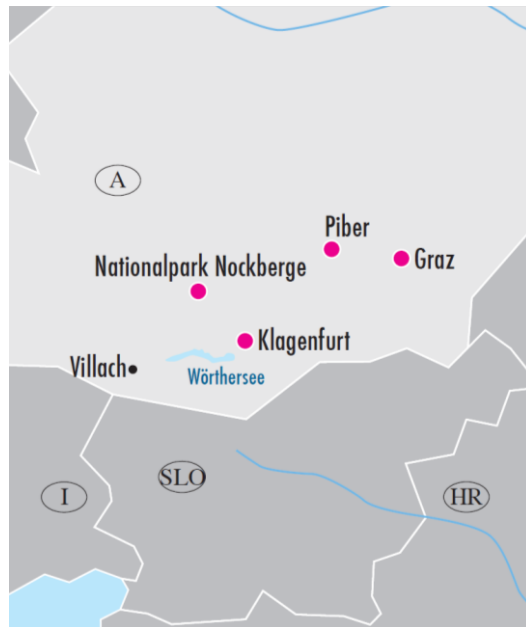 A
Piber
Graz
Nationalpark Nockberge
Klagenfurt
Villach
Wörthersee
SLO
I
HR